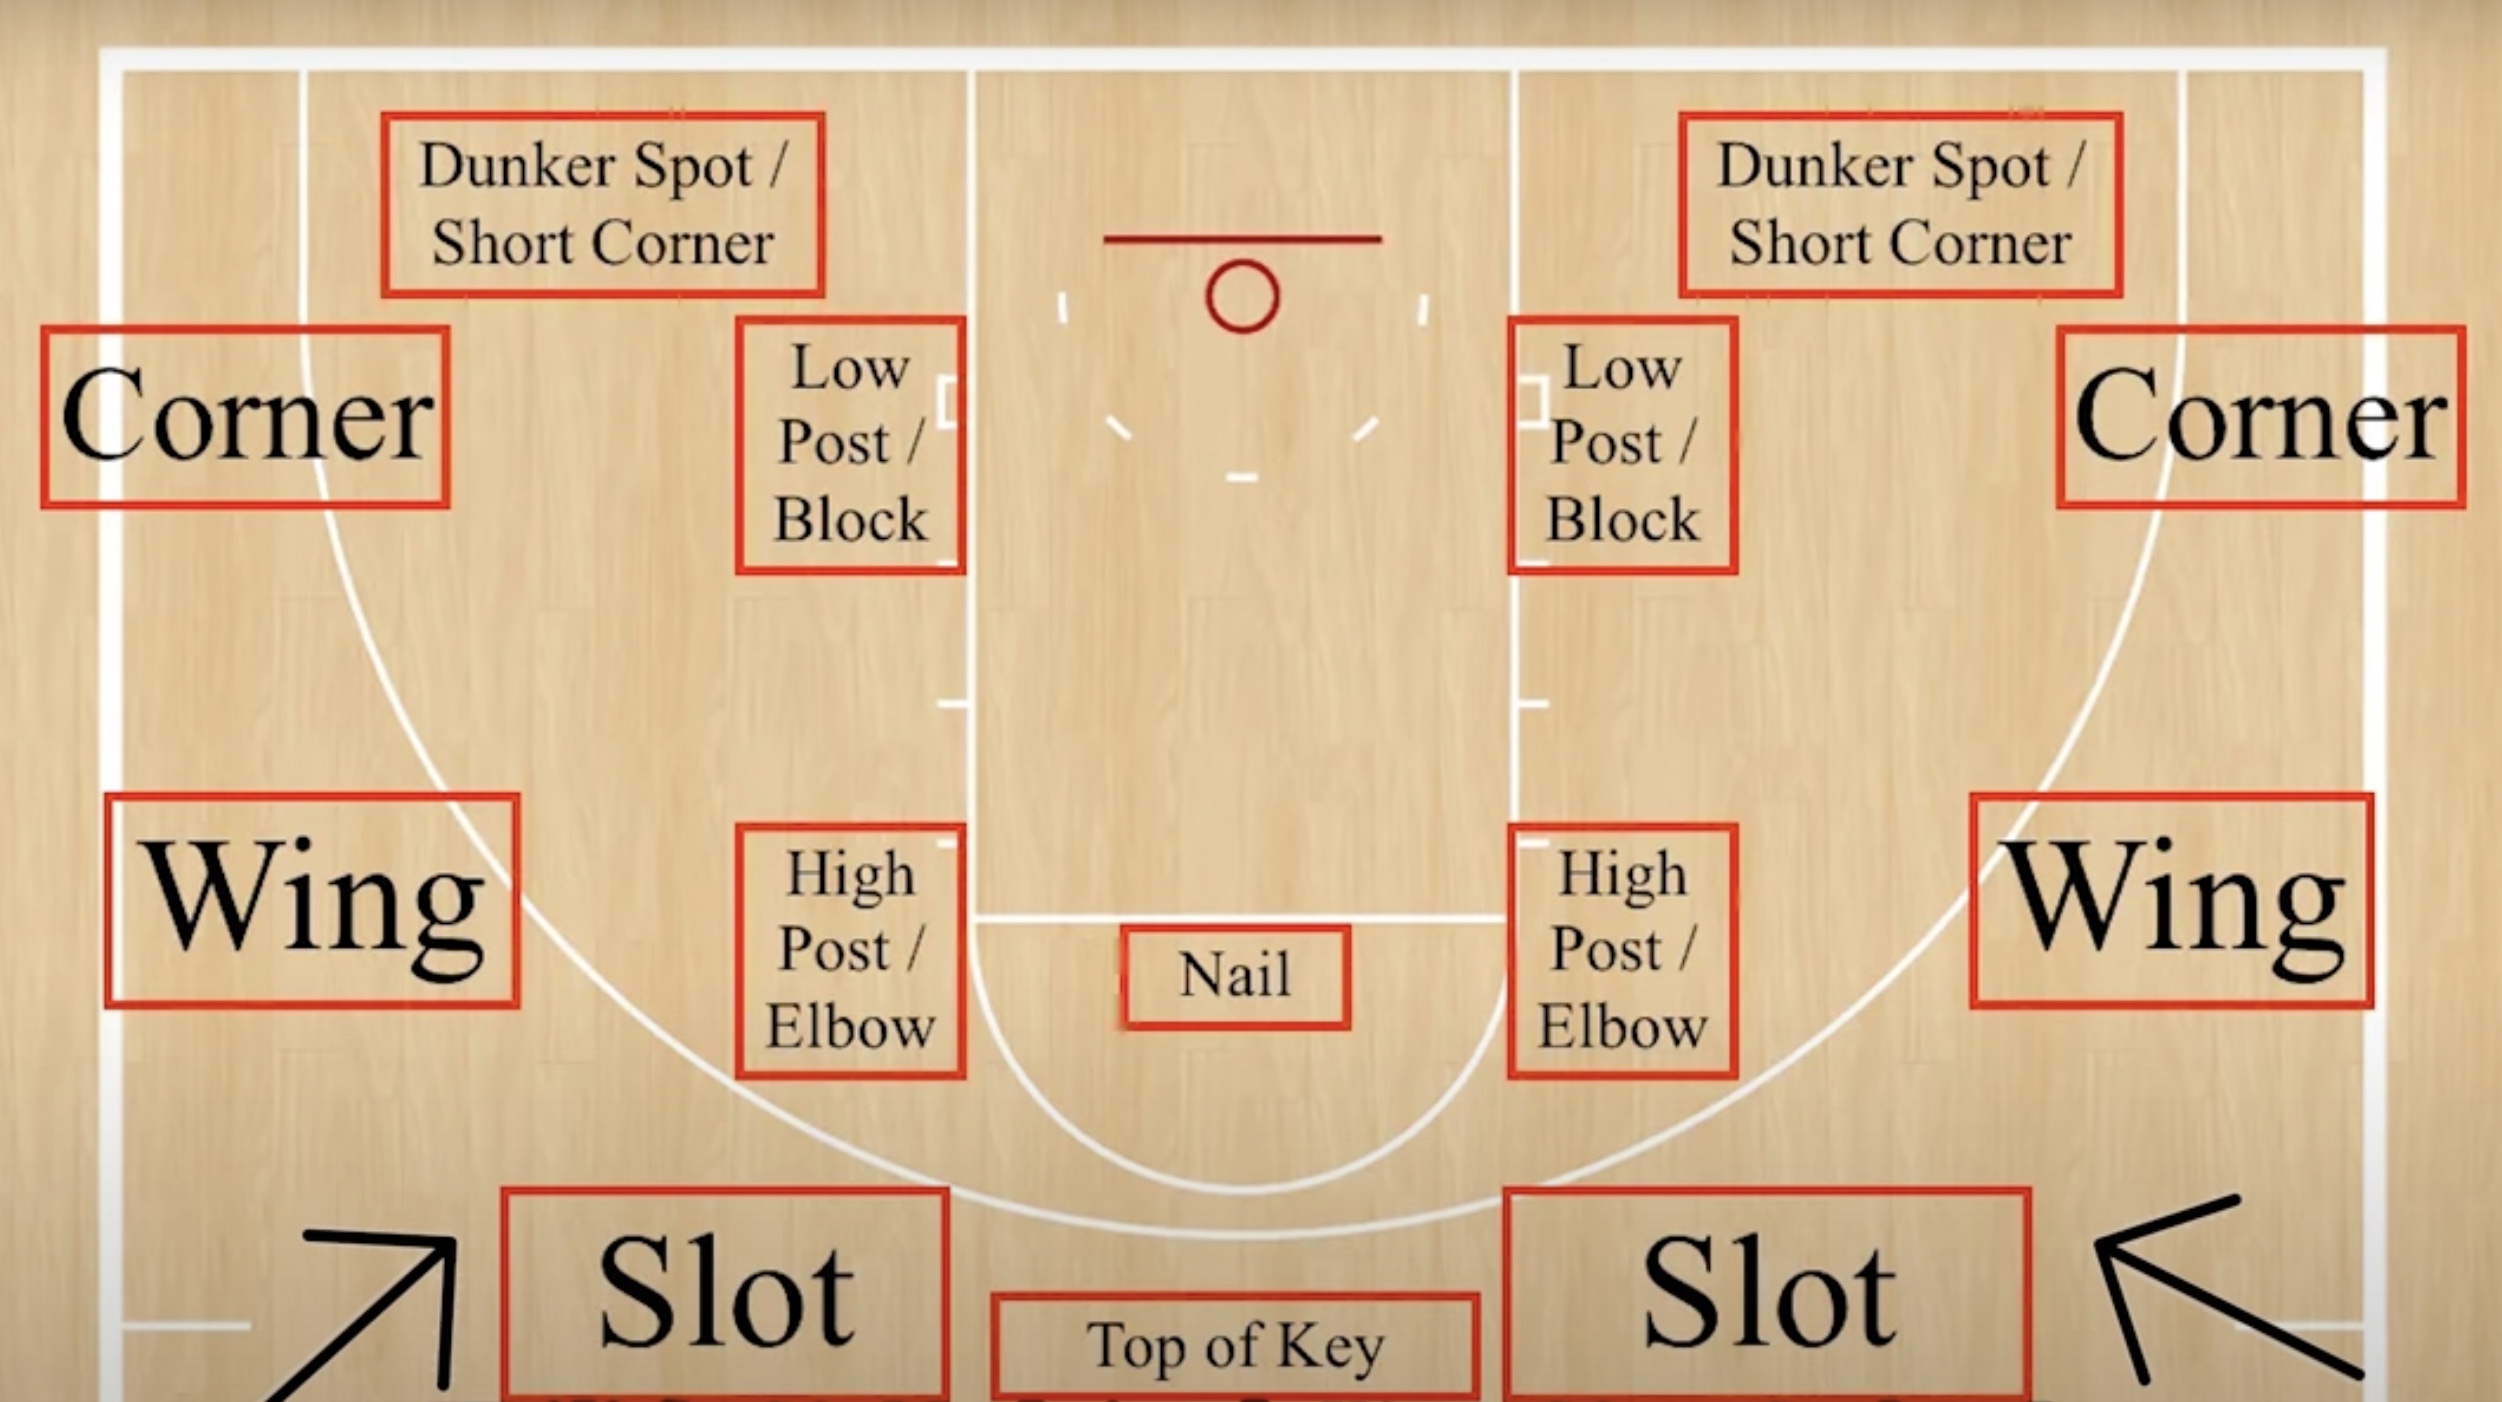 Dunker Spot /
Short Corner
Dunker Spot /
Short Corner
Corner
Low
Post /
Block
Low
Post /
Block
Corner
Wing
High
Post /
Elbow
Nail
High
Post /
Elbow
Wing
Slot
Top of Key
Slot